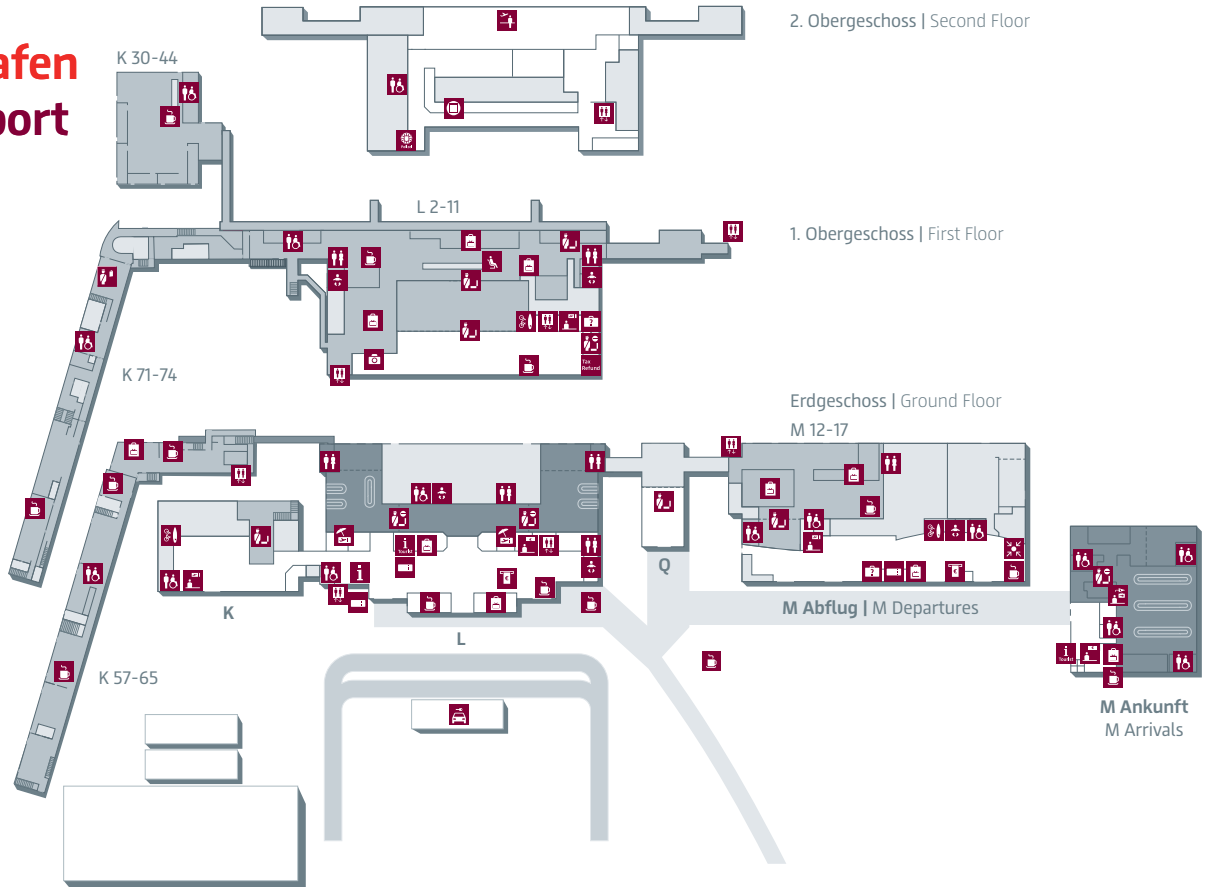 afen
port
2. Obergeschoss | Second Floor
K 30-44
L 2-11
1. Obergeschoss | First Floor
K 71-74
Tax
Refund
Erdgeschoss | Ground Floor
M 12-17
Tourist
Q
K
M Abflug | M Departures
L
K 57-65
Tourist
M Ankunft
M Arrivals